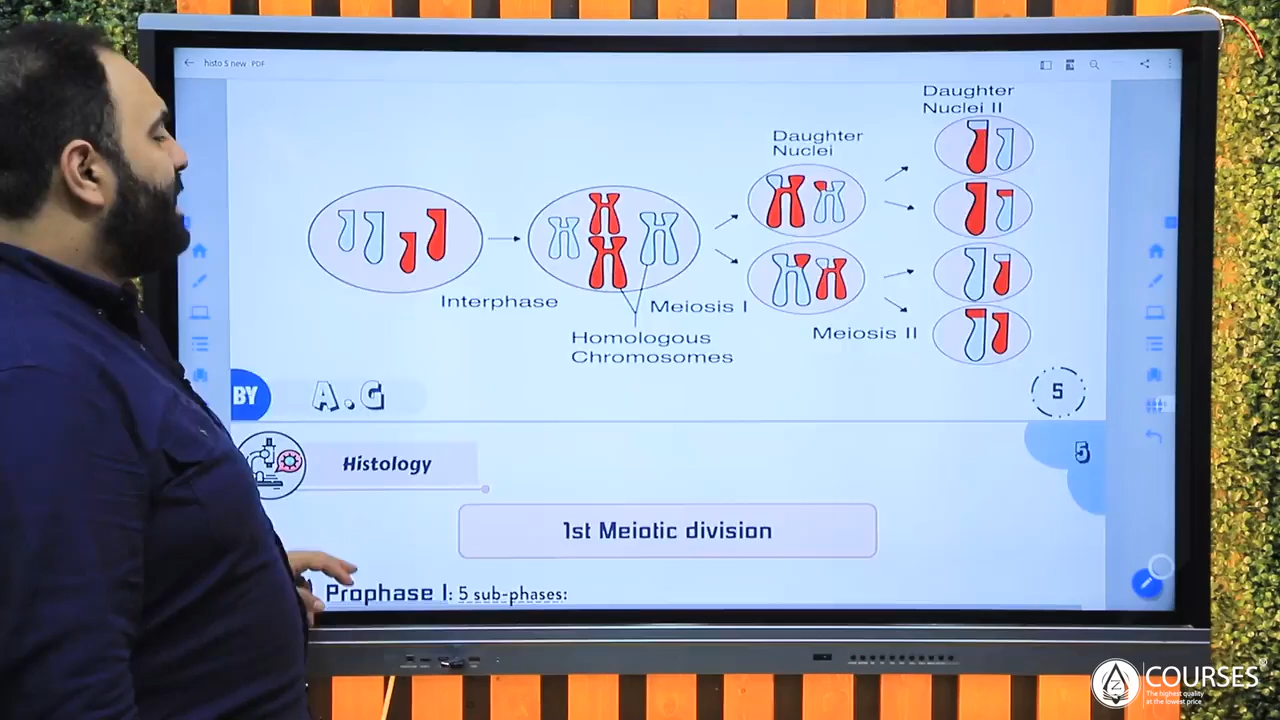 histo 5 new PDF
Daughter
Nuclei II
Daughter
Nuclei
Interphase
Meiosis I
Homologous
Chromosomes
Meiosis II
BY
A.G
5
Histology
5
1st Meiotic division
Prophase I: 5 sub-phases:
AZ
COURSES
The highest quality
at the lowest price